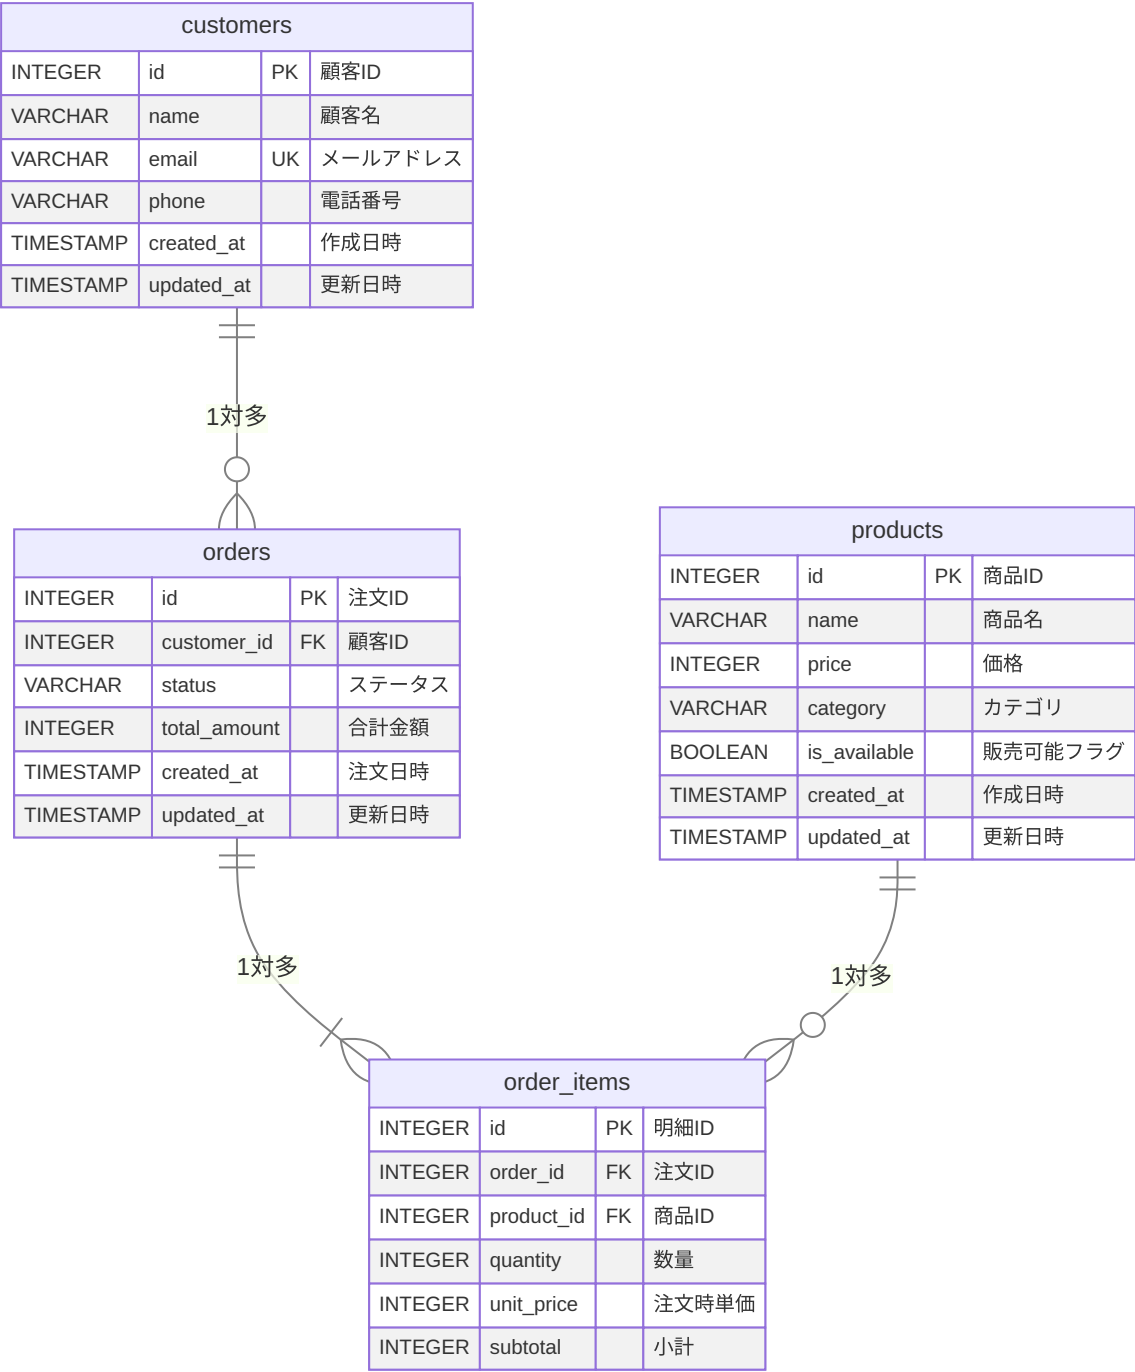 customers
INTEGER id PK 顧客ID
VARCHAR name 顧客名
VARCHAR email UK メールアドレス
VARCHAR phone 電話番号
TIMESTAMP created_at 作成日時
TIMESTAMP updated_at 更新日時
1対多
orders
INTEGER id PK 注文ID
INTEGER customer_id FK 顧客ID
VARCHAR status ステータス
INTEGER total_amount 合計金額
TIMESTAMP created_at 注文日時
TIMESTAMP updated_at 更新日時
products
INTEGER id PK 商品ID
VARCHAR name 商品名
INTEGER price 価格
VARCHAR category カテゴリ
BOOLEAN is_available 販売可能フラグ
TIMESTAMP created_at 作成日時
TIMESTAMP updated_at 更新日時
1対多
1対多
order_items
INTEGER id PK 明細ID
INTEGER order_id FK 注文ID
INTEGER product_id FK 商品ID
INTEGER quantity 数量
INTEGER unit_price 注文時単価
INTEGER subtotal 小計